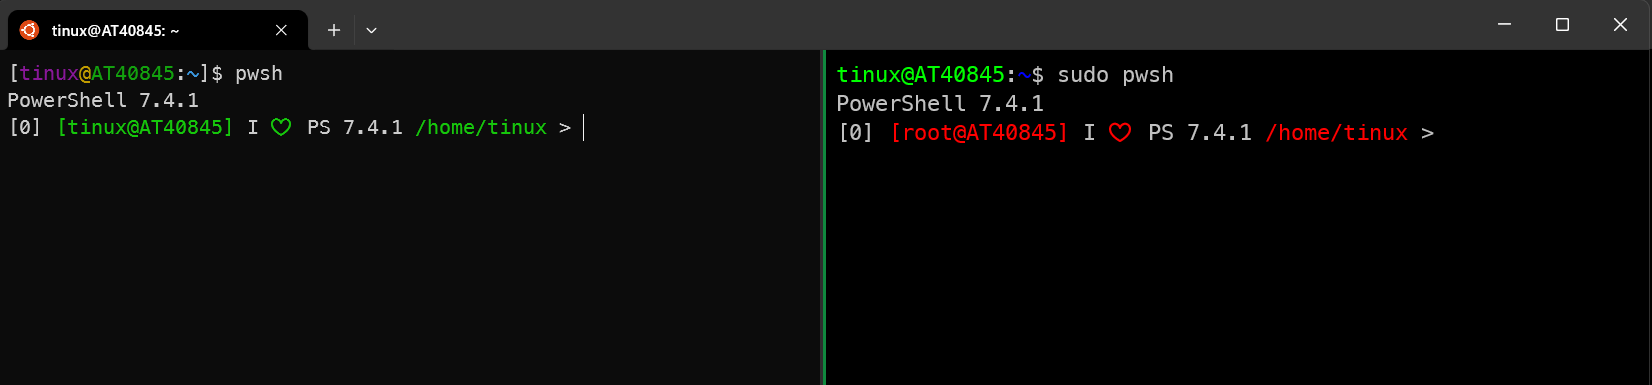 tinux@AT40845: ~
[tinux@AT40845:~]$ pwsh
PowerShell 7.4.1
[0] [tinux@AT40845] I ♡ PS 7.4.1 /home/tinux >
tinux@AT40845:~$ sudo pwsh
PowerShell 7.4.1
[0] [root@AT40845] I ♡ PS 7.4.1 /home/tinux >